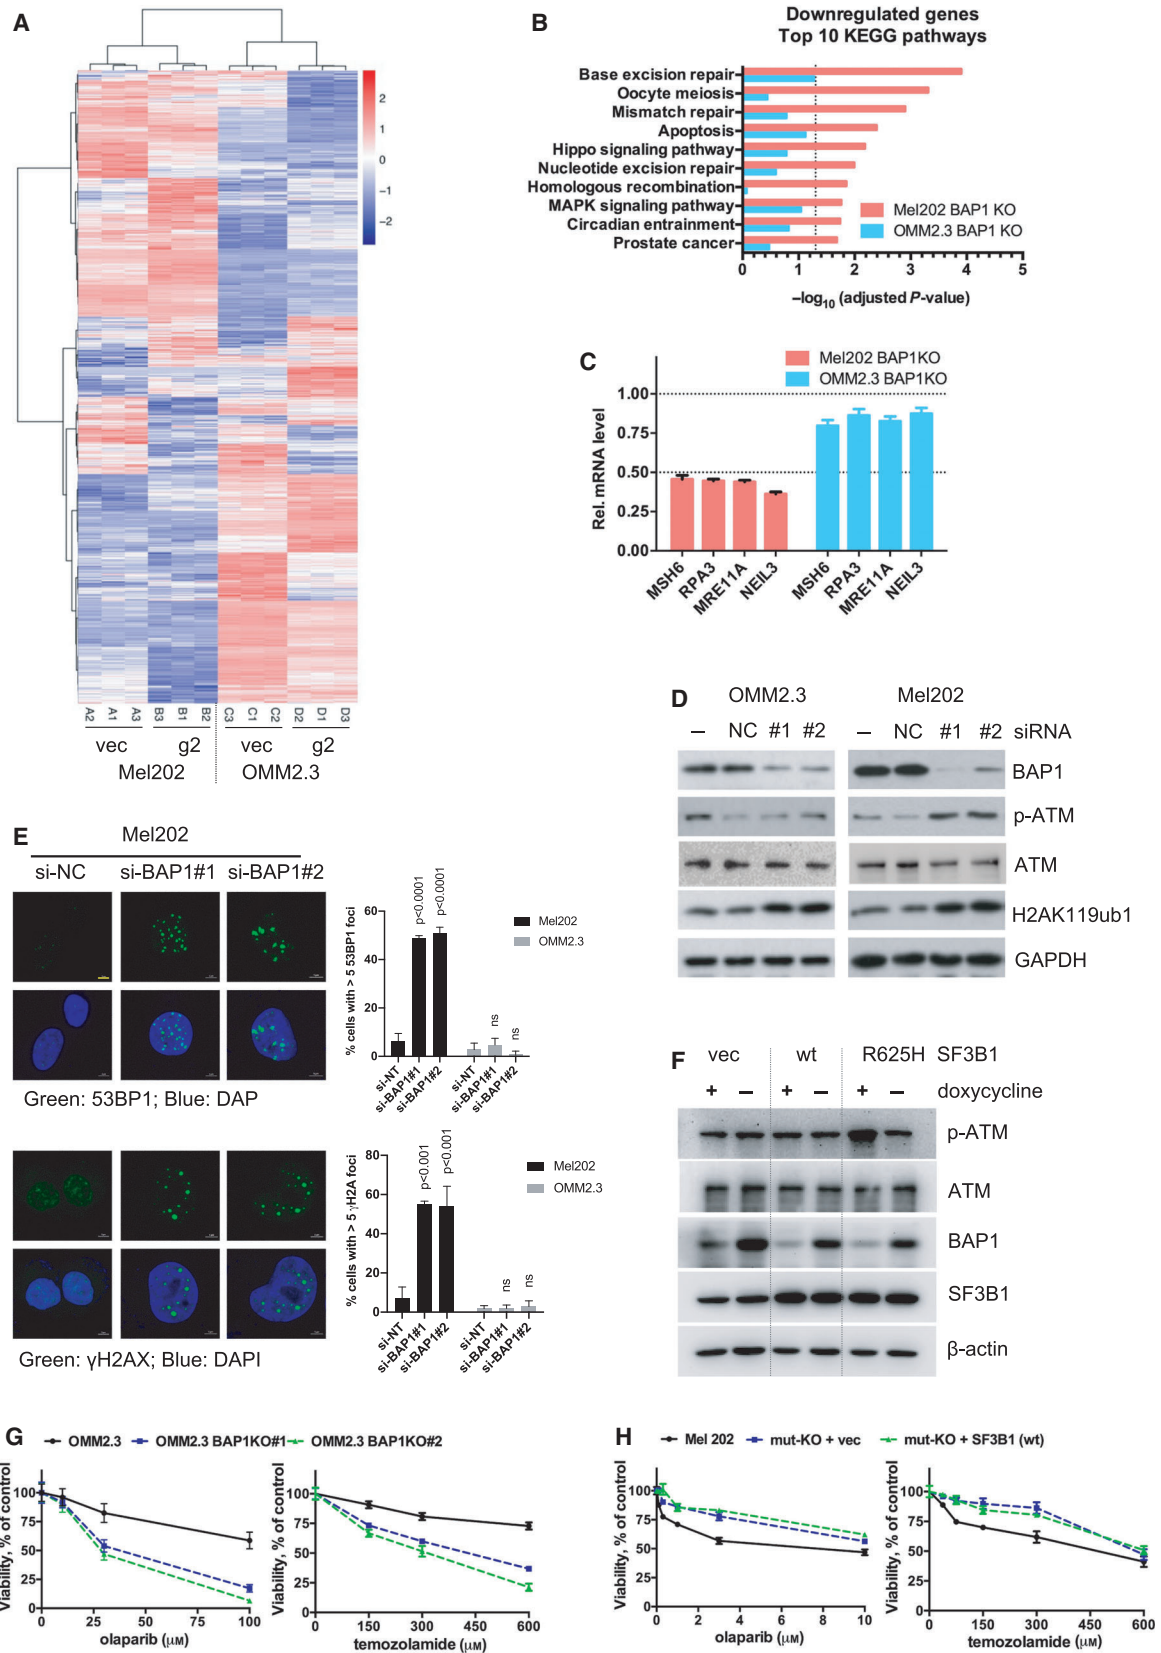 A
2
1
0
−1
−2
A2 A1 A3 B3 B1 B2 C3 C1 C2 D2 D1 D3
vec g2 vec g2
Mel202 OMM2.3
B
Downregulated genes
Top 10 KEGG pathways
Base excision repair
Oocyte meiosis
Mismatch repair
Apoptosis
Hippo signaling pathway
Nucleotide excision repair
Homologous recombination
MAPK signaling pathway
Circadian entrainment
Prostate cancer
Mel202 BAP1 KO
OMM2.3 BAP1 KO
0 1 2 3 4 5
−log10 (adjusted P-value)
C
Mel202 BAP1KO
OMM2.3 BAP1KO
Rel. mRNA level
1.00
0.75
0.50
0.25
0.00
MSH6 RPA3 MRE11A NEIL3 MSH6 RPA3 MRE11A NEIL3
D
OMM2.3 Mel202
– NC #1 #2 – NC #1 #2 siRNA
BAP1
p-ATM
ATM
H2AK119ub1
GAPDH
E
Mel202
si-NC si-BAP1#1 si-BAP1#2
Green: 53BP1; Blue: DAP
% cells with > 5 53BP1 foci
60
40
20
0
p<0.0001 p<0.0001 ns ns
Mel202
OMM2.3
si-NT si-BAP1#1 si-BAP1#2 si-NT si-BAP1#1 si-BAP1#2
Green: γH2AX; Blue: DAPI
% cells with > 5 γH2A foci
80
60
40
20
0
p<0.001 p<0.001 ns ns
Mel202
OMM2.3
si-NT si-BAP1#1 si-BAP1#2 si-NT si-BAP1#1 si-BAP1#2
F
vec wt R625H SF3B1
+ – + – + – doxycycline
p-ATM
ATM
BAP1
SF3B1
β-actin
G
OMM2.3 OMM2.3 BAP1KO#1 OMM2.3 BAP1KO#2
Viability, % of control
100
75
50
25
0
0 25 50 75 100
olaparib (μM)
Viability, % of control
100
75
50
25
0
0 150 300 450 600
temozolamide (μM)
H
Mel 202 mut-KO + vec mut-KO + SF3B1 (wt)
Viability, % of control
100
75
50
25
0
0 2 4 6 8 10
olaparib (μM)
Viability, % of control
100
75
50
25
0
0 150 300 450 600
temozolamide (μM)